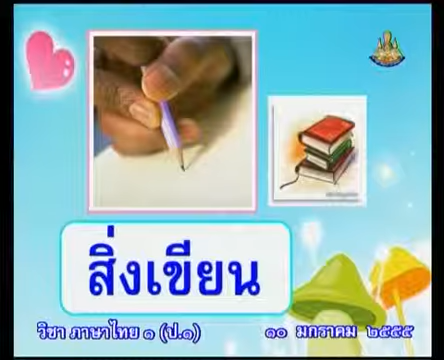 สิ่งเขียน
วิชา ภาษาไทย ๑ (ป.๑)
๑๐ มกราคม ๒๕๕๕